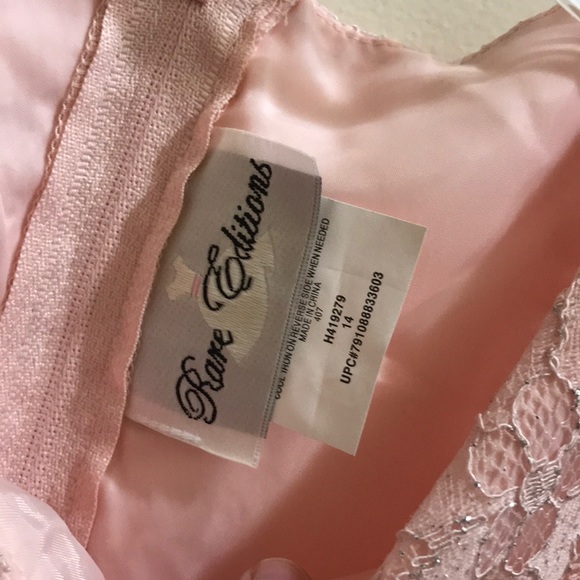 Rare Editions
COOL IRON ON REVERSE SIDE WHEN NEEDED
MADE IN CHINA
407
H419279
14
UPC#791088833603